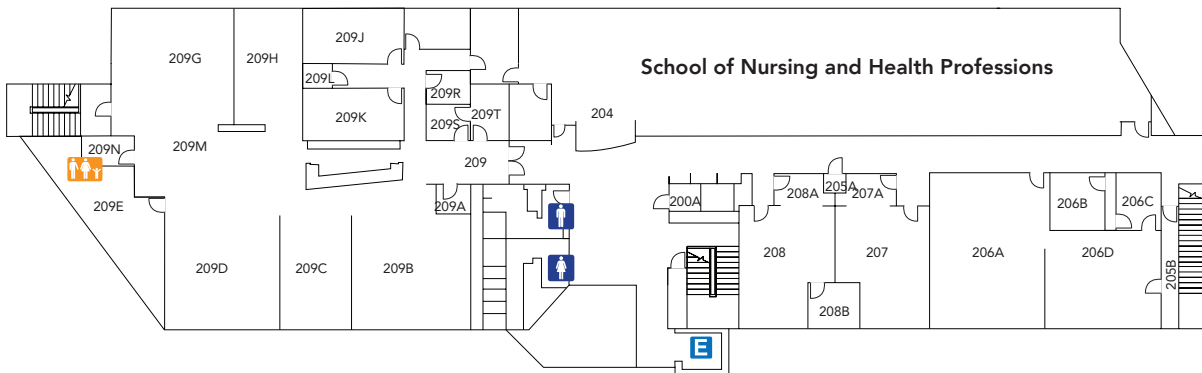 209J
209G
209H
School of Nursing and Health Professions
209L
209R
209K
209S
209T
204
209M
209N
209
209E
209A
200A
208A
205A
207A
206B
206C
209D
209C
209B
208
207
206A
206D
205B
208B
E